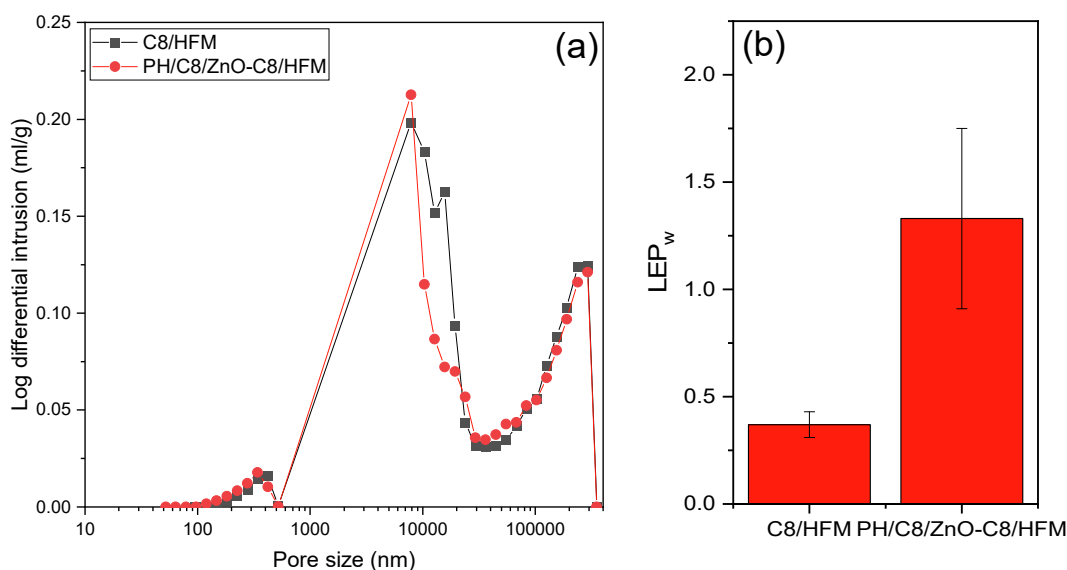 (a)
C8/HFM
PH/C8/ZnO-C8/HFM
Log differential intrusion (ml/g)
0.25
0.20
0.15
0.10
0.05
0.00
10 100 1000 10000 100000
Pore size (nm)
(b)
LEPw
2.0
1.5
1.0
0.5
0.0
C8/HFM PH/C8/ZnO-C8/HFM